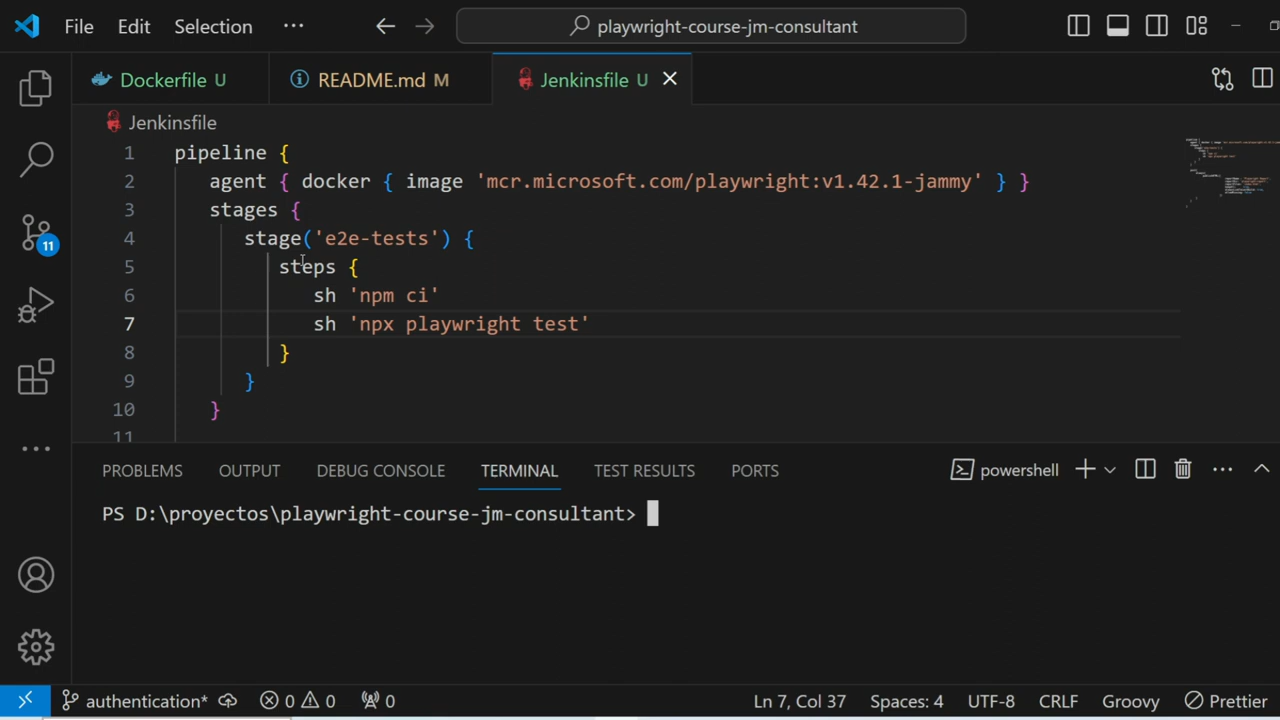 File Edit Selection ··· playwright-course-jm-consultant
Dockerfile U README.md M Jenkinsfile U
Jenkinsfile
1 pipeline {
2 agent { docker { image 'mcr.microsoft.com/playwright:v1.42.1-jammy' } }
3 stages {
4 stage('e2e-tests') {
5 steps {
6 sh 'npm ci'
7 sh 'npx playwright test'
8 }
9 }
10 }
11
11
PROBLEMS OUTPUT DEBUG CONSOLE TERMINAL TEST RESULTS PORTS powershell
PS D:\proyectos\playwright-course-jm-consultant>
authentication* 0 0 0 Ln 7, Col 37 Spaces: 4 UTF-8 CRLF Groovy Prettier